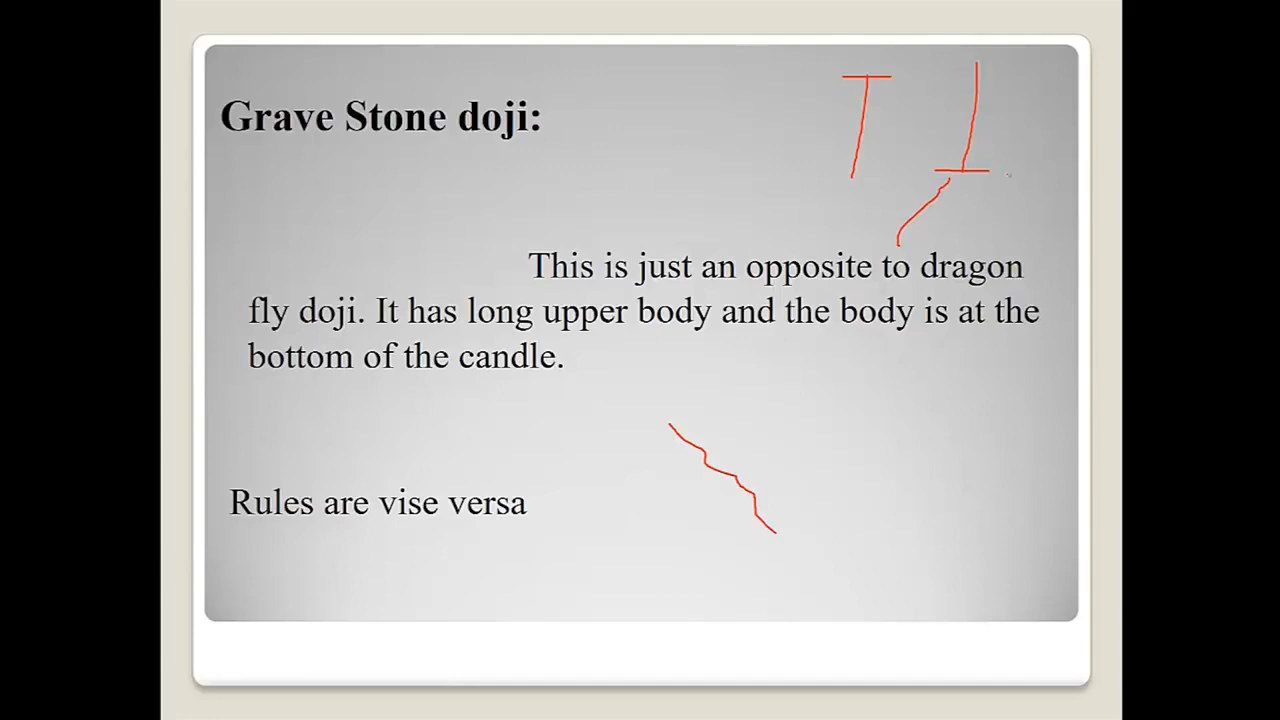 Grave Stone doji:
This is just an opposite to dragon
fly doji. It has long upper body and the body is at the
bottom of the candle.
Rules are vise versa